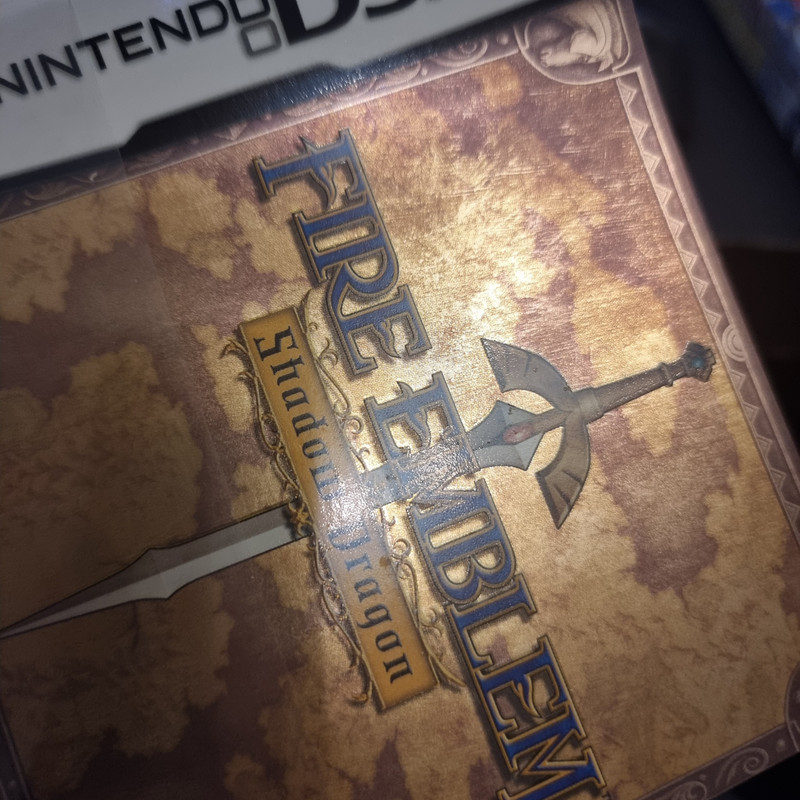 NINTENDO DS
FIRE EMBLEM
Shadow Dragon